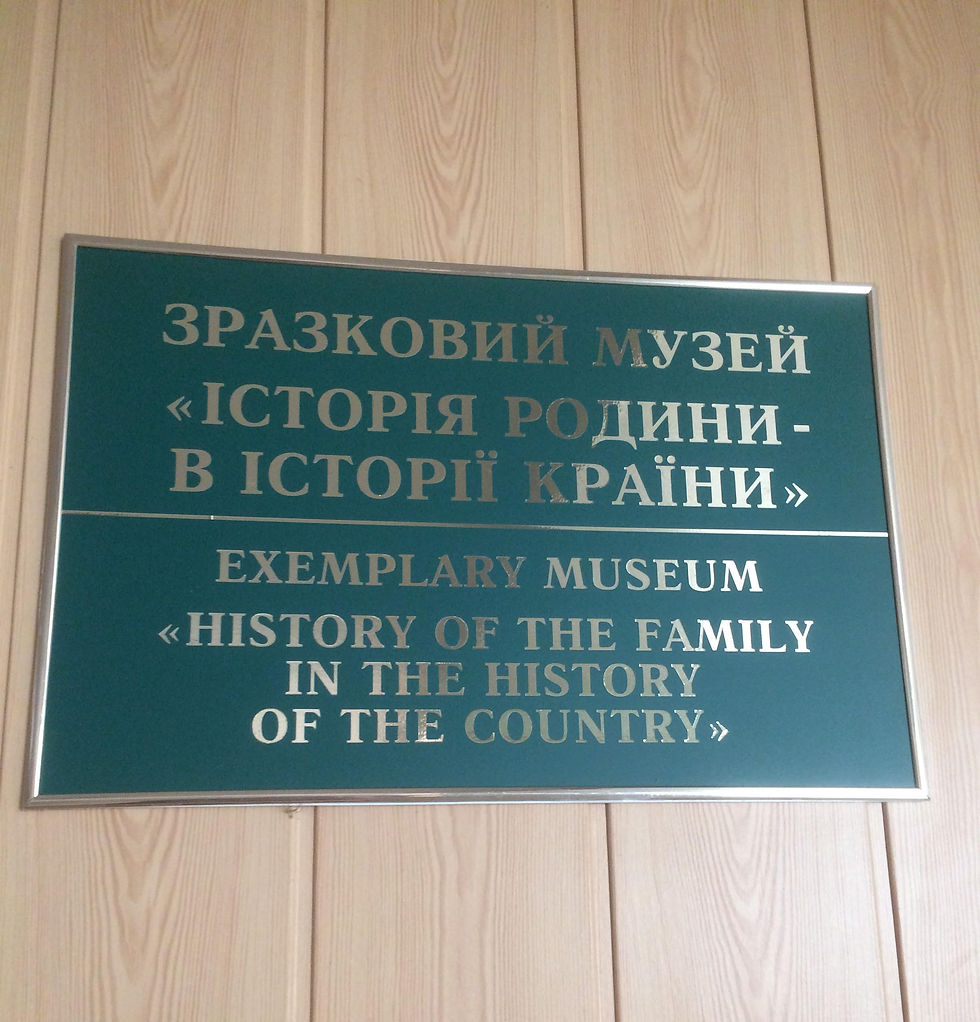 ЗРАЗКОВИЙ МУЗЕЙ
«ІСТОРІЯ РОДИНИ -
В ІСТОРІЇ КРАЇНИ»
EXEMPLARY MUSEUM
«HISTORY OF THE FAMILY
IN THE HISTORY
OF THE COUNTRY»